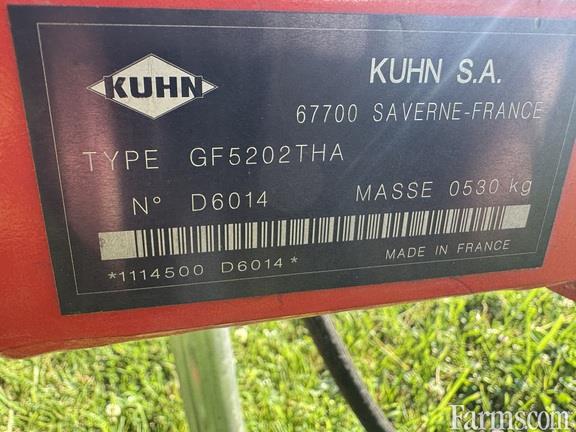 KUHN
KUHN S.A.
67700 SAVERNE-FRANCE
TYPE GF5202THA
N° D6014 MASSE 0530 kg
*1114500 D6014* MADE IN FRANCE
Farms.com